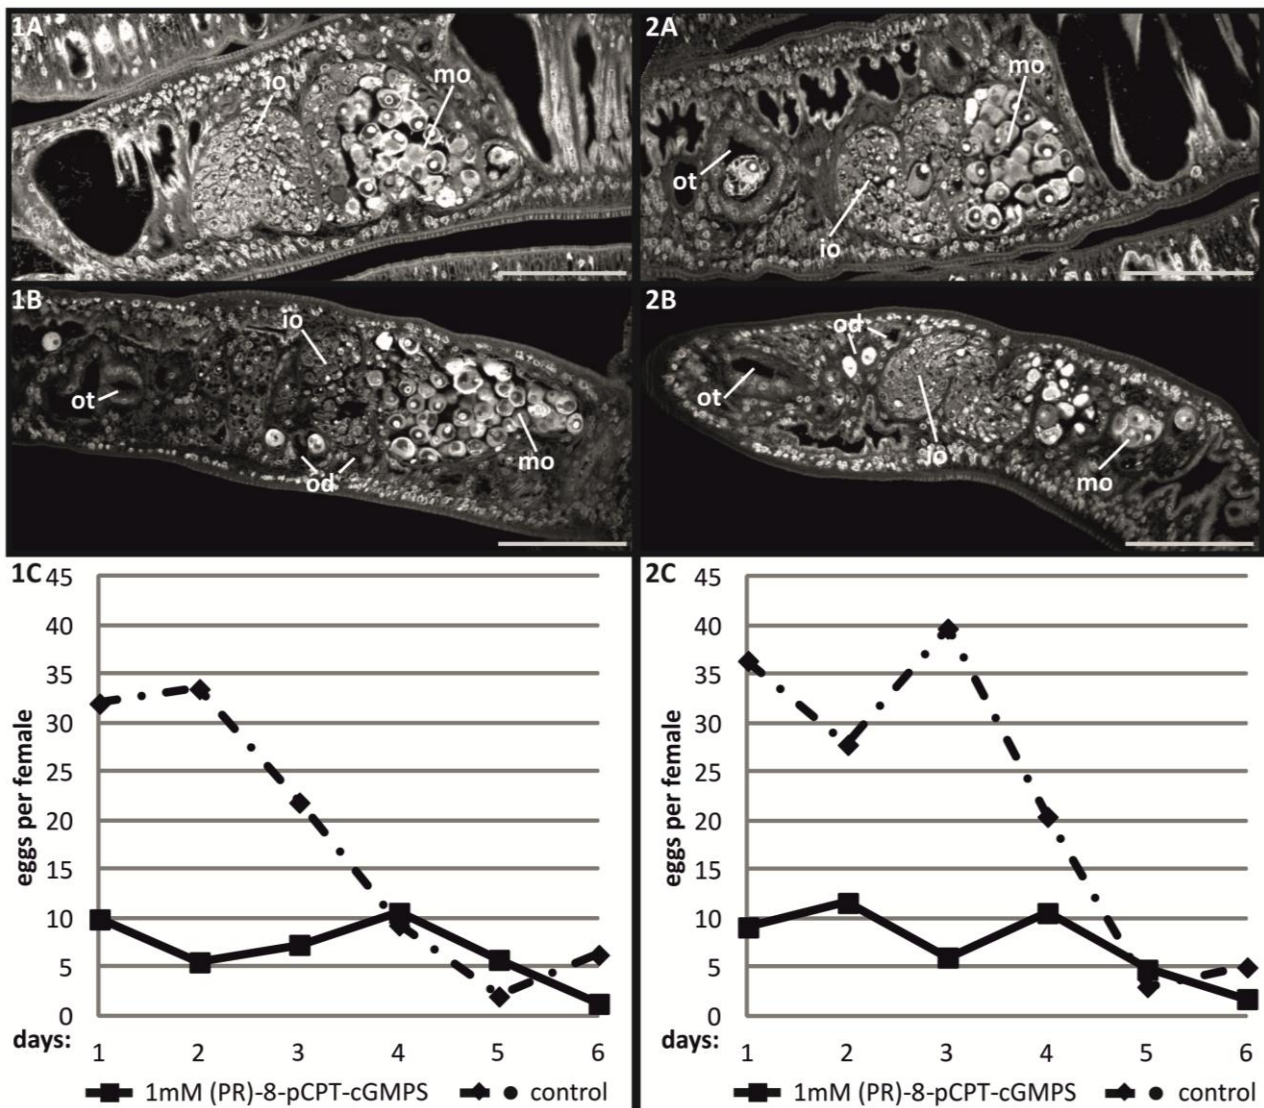 1A
io
mo
2A
mo
ot
io
1B
io
ot
od
mo
2B
od
ot
io
mo
1C
45
40
35
30
25
20
15
10
5
0
eggs per female
days:
1 2 3 4 5 6
1mM (PR)-8-pCPT-cGMPS control
2C
45
40
35
30
25
20
15
10
5
0
eggs per female
days:
1 2 3 4 5 6
1mM (PR)-8-pCPT-cGMPS control